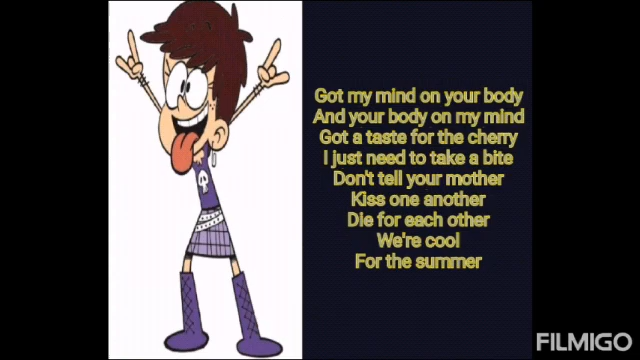 Got my mind on your body
And your body on my mind
Got a taste for the cherry
I just need to take a bite
Don't tell your mother
Kiss one another
Die for each other
We're cool
For the summer
FILMIGO